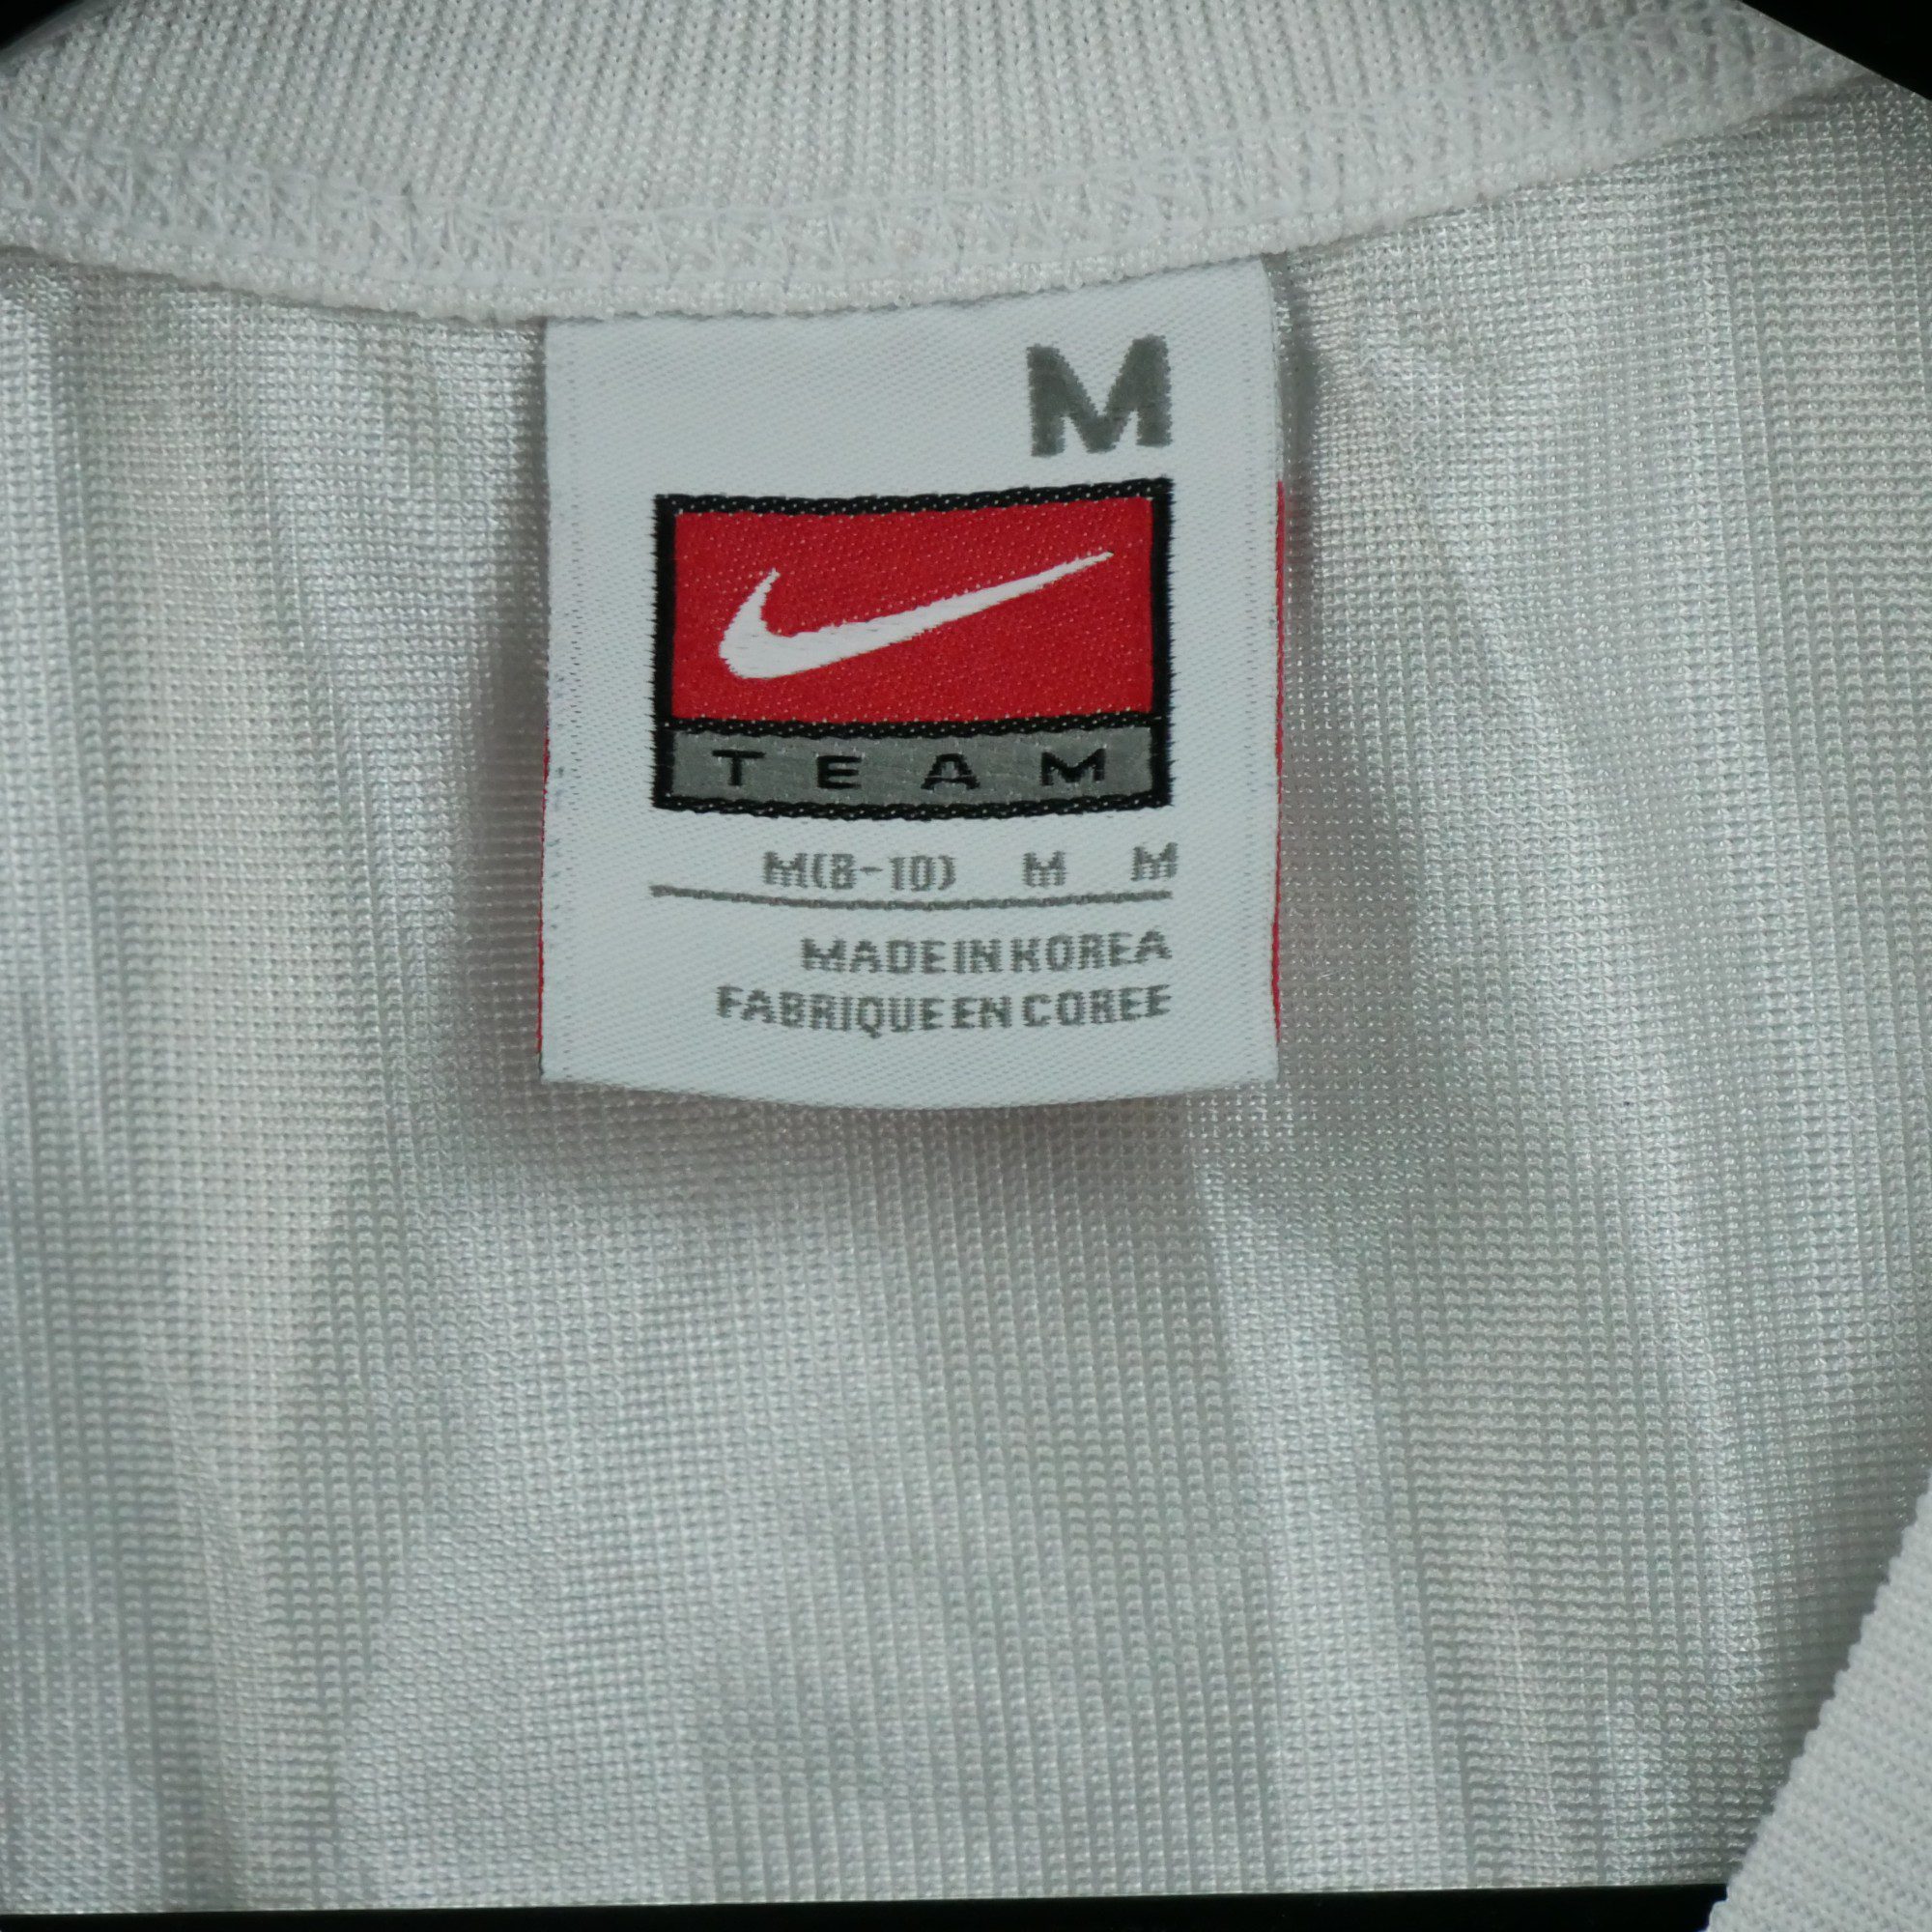 M
TEAM
M(8-10) M M
MADE IN KOREA
FABRIQUE EN COREE